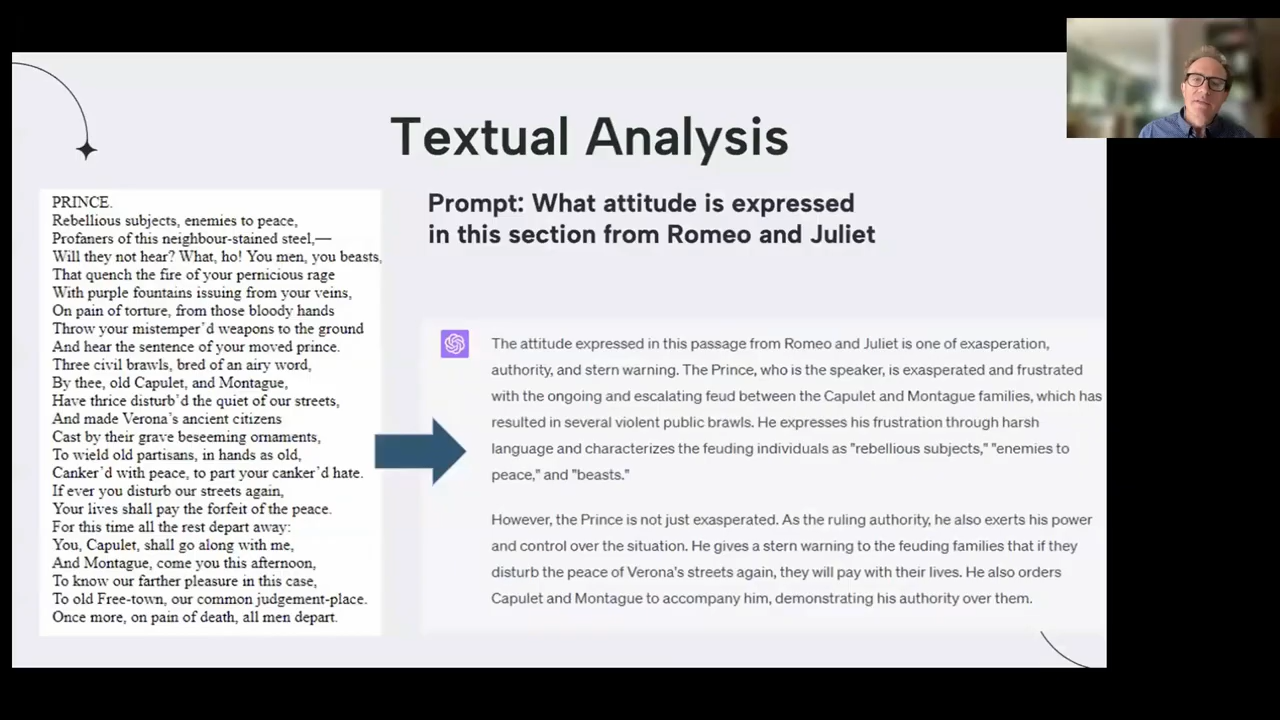 Textual Analysis
PRINCE.
Rebellious subjects, enemies to peace,
Profaners of this neighbour-stained steel,—
Will they not hear? What, ho! You men, you beasts,
That quench the fire of your pernicious rage
With purple fountains issuing from your veins,
On pain of torture, from those bloody hands
Throw your mistemper'd weapons to the ground
And hear the sentence of your moved prince.
Three civil brawls, bred of an airy word,
By thee, old Capulet, and Montague,
Have thrice disturb'd the quiet of our streets,
And made Verona's ancient citizens
Cast by their grave beseeming ornaments,
To wield old partisans, in hands as old,
Canker'd with peace, to part your canker'd hate.
If ever you disturb our streets again,
Your lives shall pay the forfeit of the peace.
For this time all the rest depart away:
You, Capulet, shall go along with me,
And Montague, come you this afternoon,
To know our farther pleasure in this case,
To old Free-town, our common judgement-place.
Once more, on pain of death, all men depart.
Prompt: What attitude is expressed
in this section from Romeo and Juliet
The attitude expressed in this passage from Romeo and Juliet is one of exasperation,
authority, and stern warning. The Prince, who is the speaker, is exasperated and frustrated
with the ongoing and escalating feud between the Capulet and Montague families, which has
resulted in several violent public brawls. He expresses his frustration through harsh
language and characterizes the feuding individuals as "rebellious subjects," "enemies to
peace," and "beasts."
However, the Prince is not just exasperated. As the ruling authority, he also exerts his power
and control over the situation. He gives a stern warning to the feuding families that if they
disturb the peace of Verona's streets again, they will pay with their lives. He also orders
Capulet and Montague to accompany him, demonstrating his authority over them.